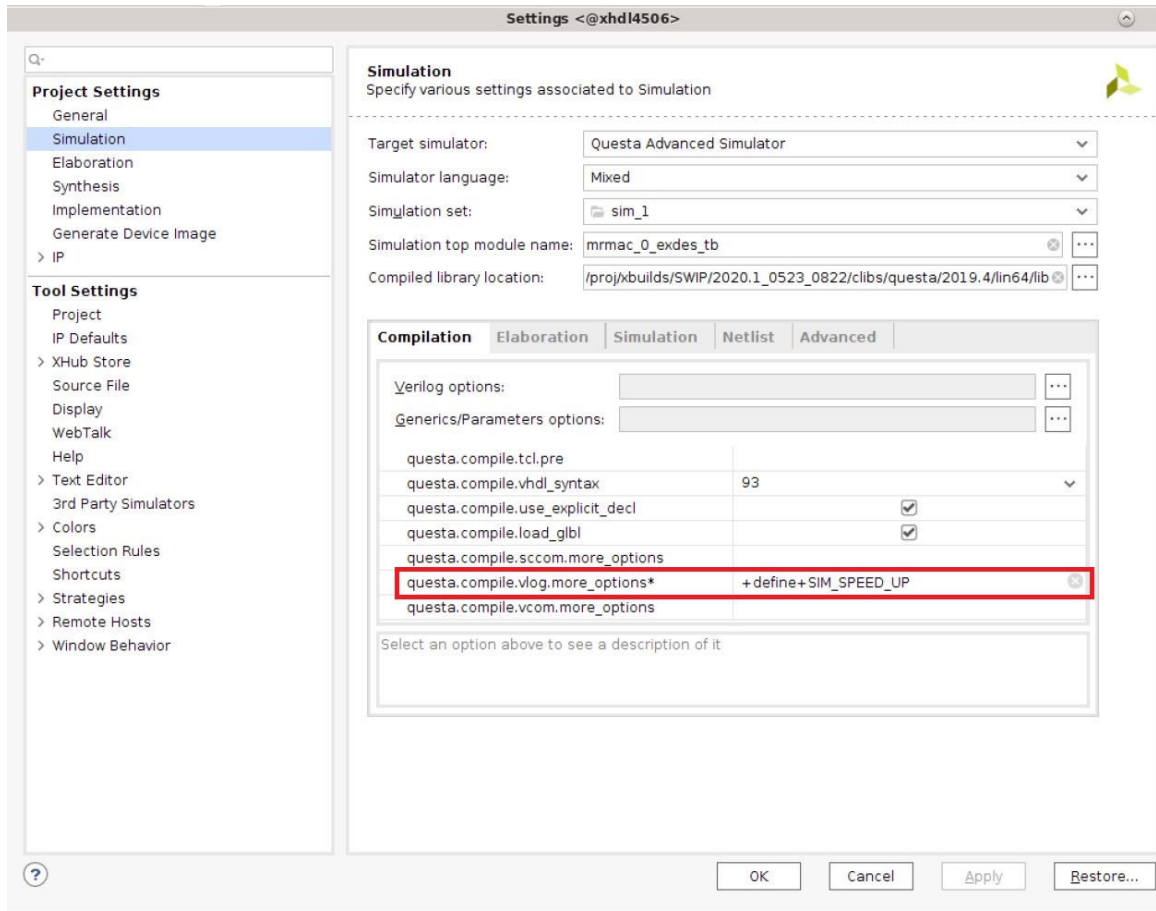 Settings <@xhdl4506>
Q-
Project Settings
General
Simulation
Elaboration
Synthesis
Implementation
Generate Device Image
> IP
Tool Settings
Project
IP Defaults
> XHub Store
Source File
Display
WebTalk
Help
> Text Editor
3rd Party Simulators
> Colors
Selection Rules
Shortcuts
> Strategies
> Remote Hosts
> Window Behavior
Simulation
Specify various settings associated to Simulation
Target simulator: Questa Advanced Simulator
Simulator language: Mixed
Simulation set: sim_1
Simulation top module name: mrmac_0_exdes_tb ...
Compiled library location: /proj/xbuilds/SWIP/2020.1_0523_0822/clibs/questa/2019.4/lin64/lib ...
Compilation Elaboration Simulation Netlist Advanced
Verilog options: ...
Generics/Parameters options: ...
questa.compile.tcl.pre
questa.compile.vhdl_syntax 93
questa.compile.use_explicit_decl
questa.compile.load_glbl
questa.compile.sccom.more_options
questa.compile.vlog.more_options* +define+SIM_SPEED_UP
questa.compile.vcom.more_options
Select an option above to see a description of it
? OK Cancel Apply Restore...